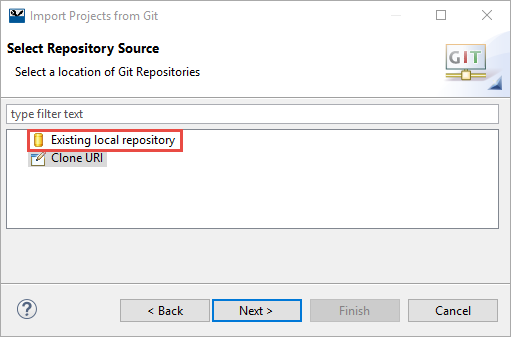 Import Projects from Git
Select Repository Source
Select a location of Git Repositories
GIT
type filter text
Existing local repository
Clone URI
?
< Back
Next >
Finish
Cancel